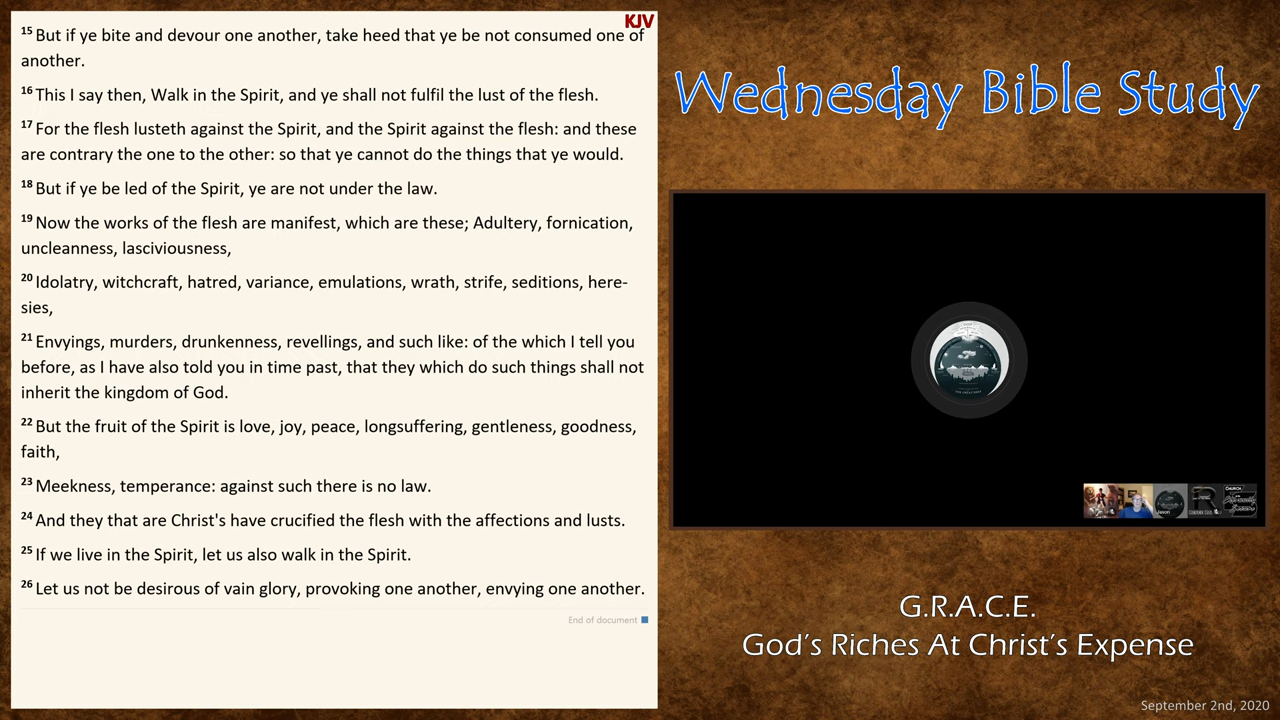 KJV
15 But if ye bite and devour one another, take heed that ye be not consumed one of
another.
16 This I say then, Walk in the Spirit, and ye shall not fulfil the lust of the flesh.
17 For the flesh lusteth against the Spirit, and the Spirit against the flesh: and these
are contrary the one to the other: so that ye cannot do the things that ye would.
18 But if ye be led of the Spirit, ye are not under the law.
19 Now the works of the flesh are manifest, which are these; Adultery, fornication,
uncleanness, lasciviousness,
20 Idolatry, witchcraft, hatred, variance, emulations, wrath, strife, seditions, here-
sies,
21 Envyings, murders, drunkenness, revellings, and such like: of the which I tell you
before, as I have also told you in time past, that they which do such things shall not
inherit the kingdom of God.
22 But the fruit of the Spirit is love, joy, peace, longsuffering, gentleness, goodness,
faith,
23 Meekness, temperance: against such there is no law.
24 And they that are Christ's have crucified the flesh with the affections and lusts.
25 If we live in the Spirit, let us also walk in the Spirit.
26 Let us not be desirous of vain glory, provoking one another, envying one another.
End of document
Wednesday Bible Study
Jason
G.R.A.C.E.
God's Riches At Christ's Expense
September 2nd, 2020